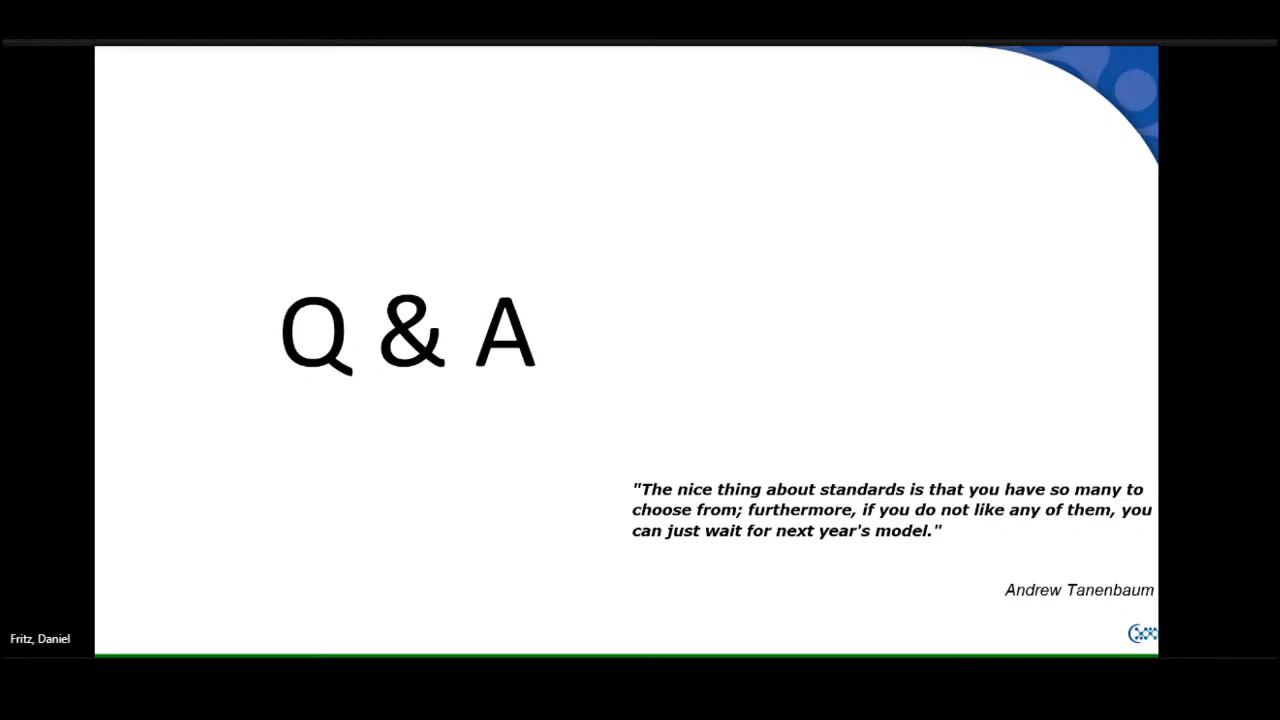 Q & A
"The nice thing about standards is that you have so many to
choose from; furthermore, if you do not like any of them, you
can just wait for next year's model."
Andrew Tanenbaum
Fritz, Daniel